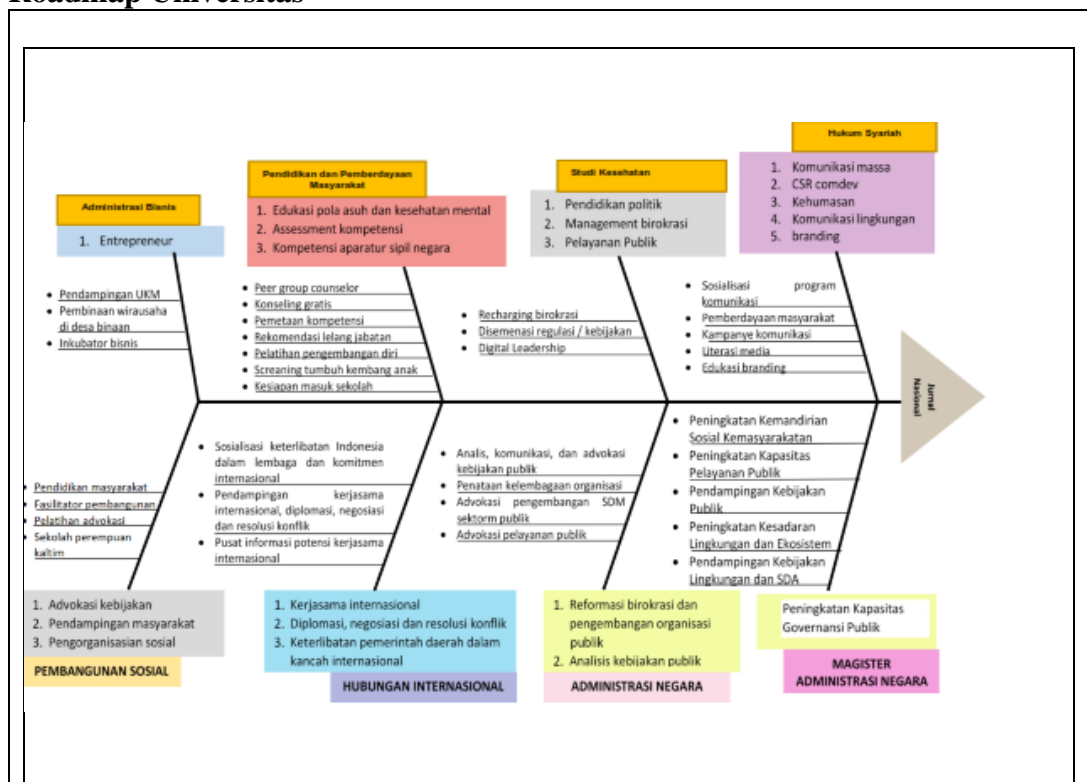 Roadmap Universitas
Hukum Syariah
1. Komunikasi massa
2. CSR comdev
3. Kehumasan
4. Komunikasi lingkungan
5. branding
Pendidikan dan Pemberdayaan
Masyarakat
1. Edukasi pola asuh dan kesehatan mental
2. Assessment kompetensi
3. Kompetensi aparatur sipil negara
Studi Kesehatan
1. Pendidikan politik
2. Management birokrasi
3. Pelayanan Publik
Administrasi Bisnis
1. Entrepreneur
• Pendampingan UKM
• Pembinaan wirausaha
di desa binaan
• Inkubator bisnis
• Peer group counselor
• Konseling gratis
• Pemetaan kompetensi
• Rekomendasi lelang jabatan
• Pelatihan pengembangan diri
• Screaning tumbuh kembang anak
• Kesiapan masuk sekolah
• Recharging birokrasi
• Disemenasi regulasi / kebijakan
• Digital Leadership
• Sosialisasi program
komunikasi
• Pemberdayaan masyarakat
• Kampanye komunikasi
• Literasi media
• Edukasi branding
Jurnal
Nasional
• Pendidikan masyarakat
• Fasilitator pembangunan
• Pelatihan advokasi
• Sekolah perempuan
kaltim
• Sosialisasi keterlibatan Indonesia
dalam lembaga dan komitmen
internasional
• Pendampingan kerjasama
internasional, diplomasi, negosiasi
dan resolusi konflik
• Pusat informasi potensi kerjasama
internasional
• Analis, komunikasi, dan advokasi
kebijakan publik
• Penataan kelembagaan organisasi
• Advokasi pengembangan SDM
sektorm publik
• Advokasi pelayanan publik
• Peningkatan Kemandirian
Sosial Kemasyarakatan
• Peningkatan Kapasitas
Pelayanan Publik
• Pendampingan Kebijakan
Publik
• Peningkatan Kesadaran
Lingkungan dan Ekosistem
• Pendampingan Kebijakan
Lingkungan dan SDA
1. Advokasi kebijakan
2. Pendampingan masyarakat
3. Pengorganisasian sosial
PEMBANGUNAN SOSIAL
1. Kerjasama internasional
2. Diplomasi, negosiasi dan resolusi konflik
3. Keterlibatan pemerintah daerah dalam
kancah internasional
HUBUNGAN INTERNASIONAL
1. Reformasi birokrasi dan
pengembangan organisasi
publik
2. Analisis kebijakan publik
ADMINISTRASI NEGARA
Peningkatan Kapasitas
Governansi Publik
MAGISTER
ADMINISTRASI NEGARA